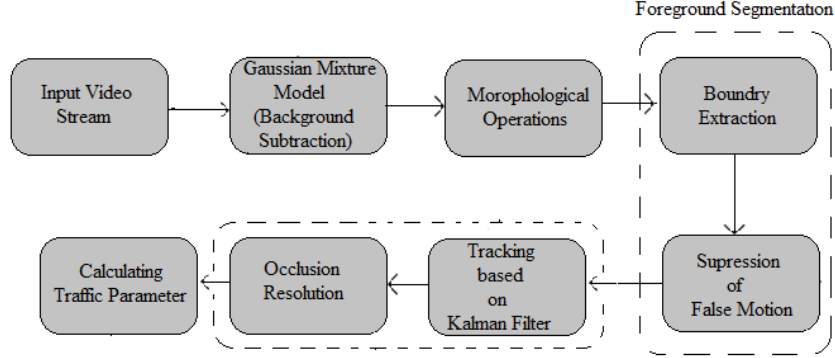 Foreground Segmentation
Input Video
Stream
Gaussian Mixture
Model
(Background
Subtraction)
Morophological
Operations
Boundry
Extraction
Calculating
Traffic Parameter
Occlusion
Resolution
Tracking
based
on
Kalman Filter
Supression
of
False Motion